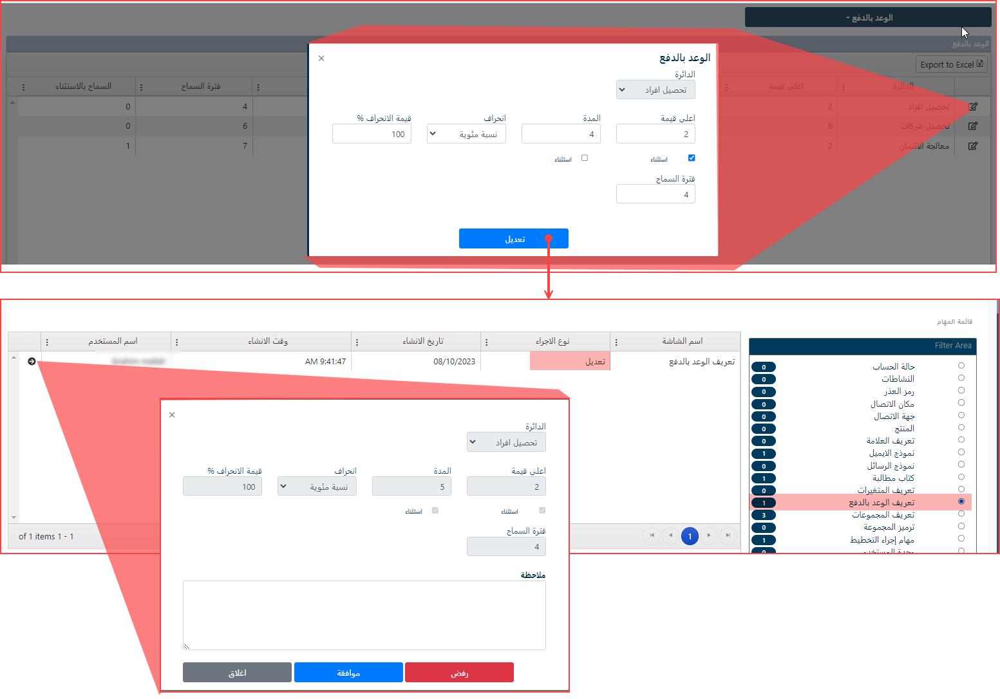 الوعد بالدفع
الوعد بالدفع
Export to Excel
الدائرة
اعلى قيمة
فترة السماح
السماح بالاستثناء
تحصيل افراد
2
4
0
تحصيل شركات
6
6
0
معالجة الائتمان
2
7
1
الوعد بالدفع
×
الدائرة
تحصيل افراد
اعلى قيمة
المدة
انحراف
قيمة الانحراف %
2
4
نسبة مئوية
100
استثناء
استثناء
فترة السماح
4
تعديل
قائمة المهام
Filter Area
حالة الحساب 0
النشاطات 0
رمز العذر 0
مكان الاتصال 0
جهة الاتصال 0
المنتج 0
تعريف العلامة 0
نموذج الايميل 1
نموذج الرسائل 0
كتاب مطالبة 1
تعريف المتغيرات 0
تعريف الوعد بالدفع 1
تعريف المجموعات 3
ترميز المجموعة 0
مهام إجراء التخطيط 1
وحدة المستخدم 0
اسم الشاشة
نوع الاجراء
تاريخ الانشاء
وقت الانشاء
اسم المستخدم
تعريف الوعد بالدفع
تعديل
08/10/2023
AM 9:41:47
of 1 items 1 - 1
1
×
الدائرة
تحصيل افراد
اعلى قيمة
المدة
انحراف
قيمة الانحراف %
2
5
نسبة مئوية
100
استثناء
استثناء
فترة السماح
4
ملاحظة
رفض
موافقة
اغلاق